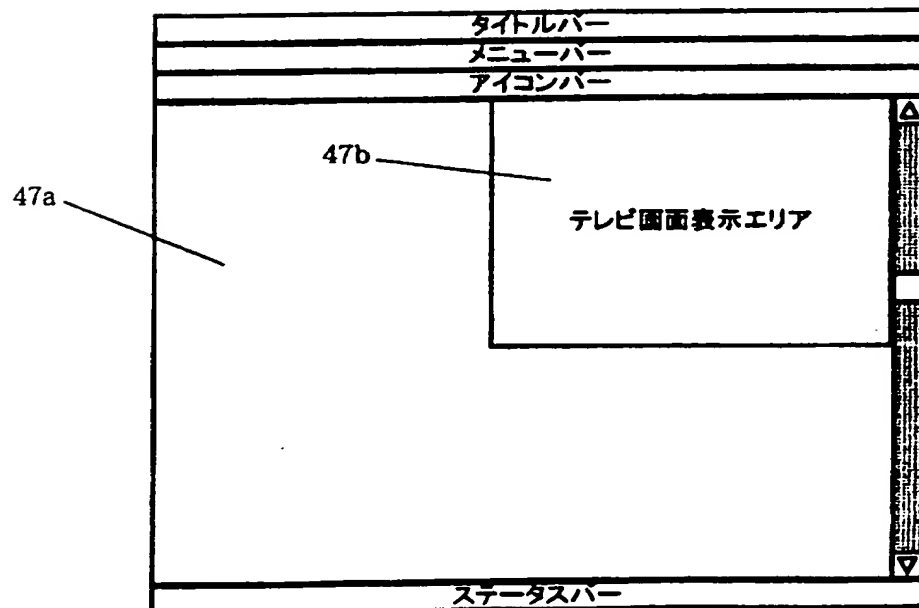 タイトルバー
メニューバー
アイコンバー
47b
47a
テレビ画面表示エリア
ステータスバー